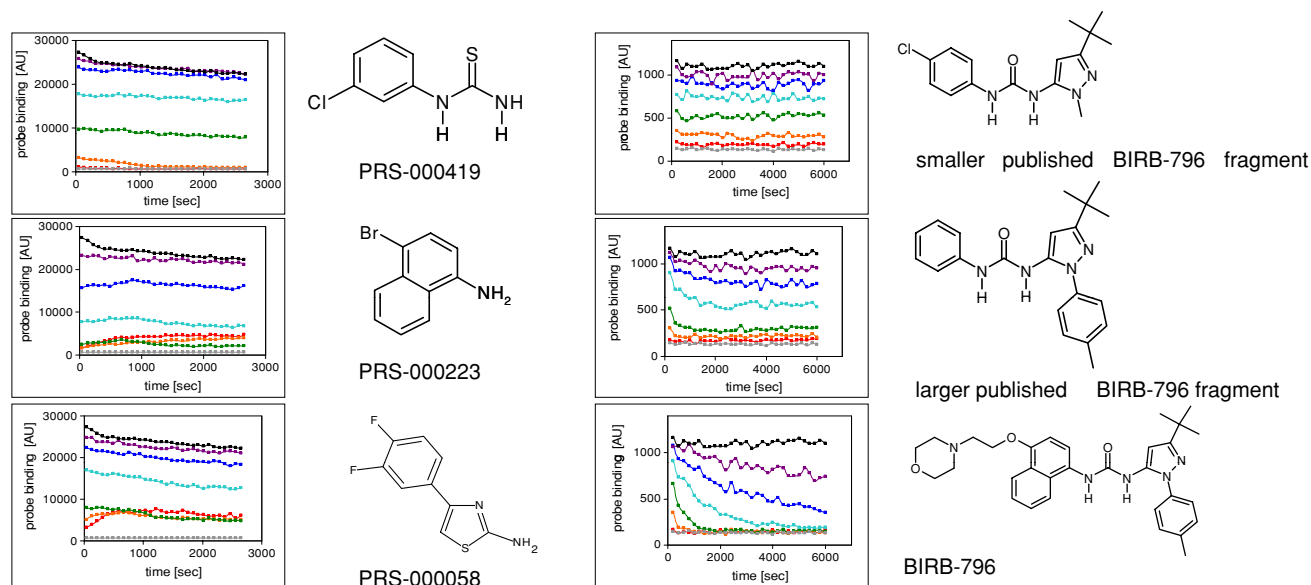 probe binding [AU]
30000
20000
10000
0
0 1000 2000 3000
time [sec]
Cl
S
N
H
N
H
H
PRS-000419
probe binding [AU]
1000
500
0
0 2000 4000 6000
time [sec]
Cl
O
N
H
N
H
N
N
smaller published BIRB-796 fragment
probe binding [AU]
30000
20000
10000
0
0 1000 2000 3000
time [sec]
Br
NH2
PRS-000223
probe binding [AU]
1000
500
0
0 2000 4000 6000
time [sec]
O
N
H
N
H
N
N
larger published BIRB-796 fragment
probe binding [AU]
30000
20000
10000
0
0 1000 2000 3000
time [sec]
F
F
N
S
NH2
PRS-000058
probe binding [AU]
1000
500
0
0 2000 4000 6000
time [sec]
N
O
O
O
N
H
N
H
N
N
BIRB-796